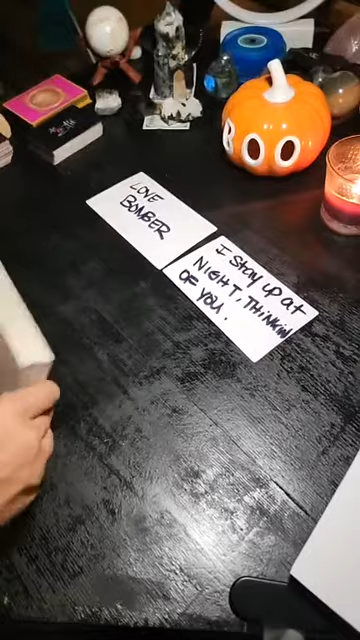 LOVE
BOMBER
I Stay up at
NIGHT. THINKIN
OF YOU.
BOO